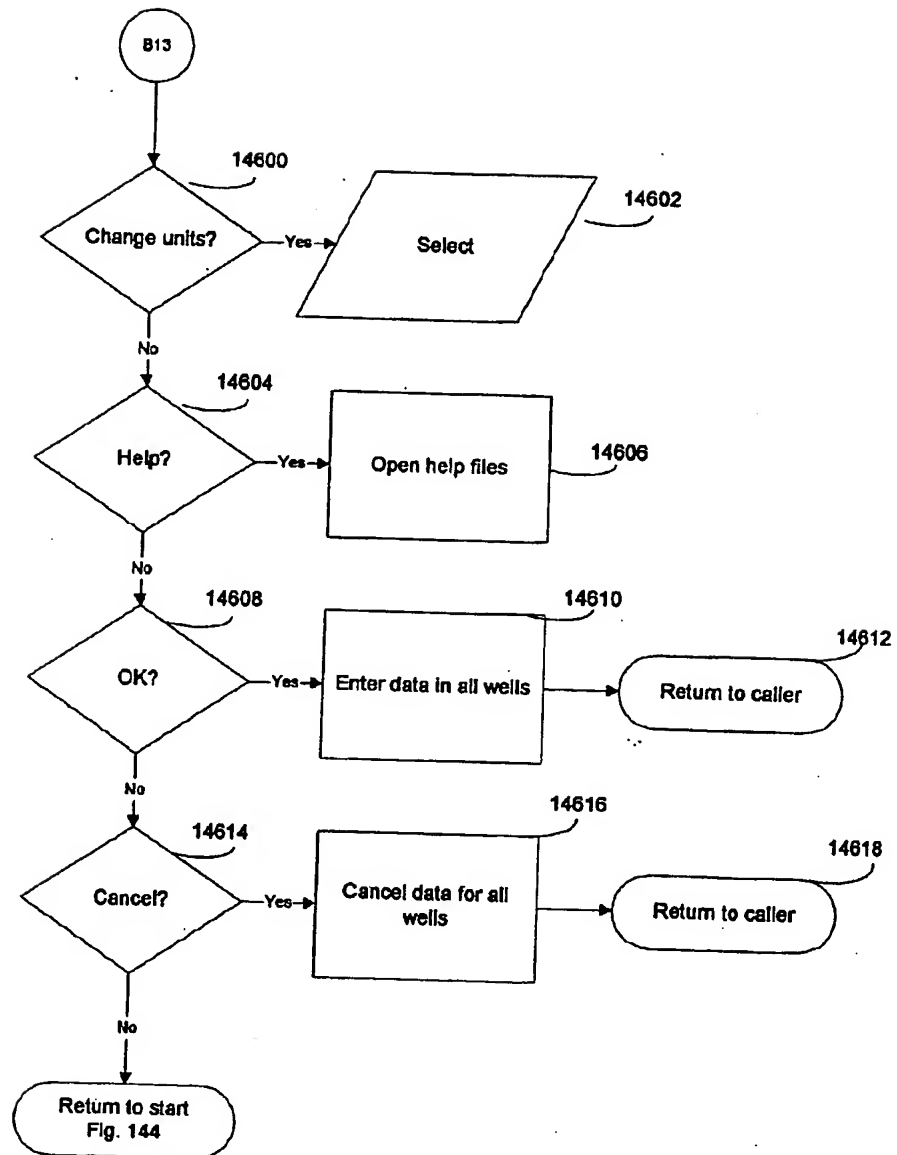 B13
14600
Change units?
Yes
Select
14602
No
14604
Help?
Yes
Open help files
14606
No
14608
OK?
Yes
14610
Enter data in all wells
14612
Return to caller
No
14614
Cancel?
Yes
14616
Cancel data for all
wells
14618
Return to caller
No
Return to start
Fig. 144